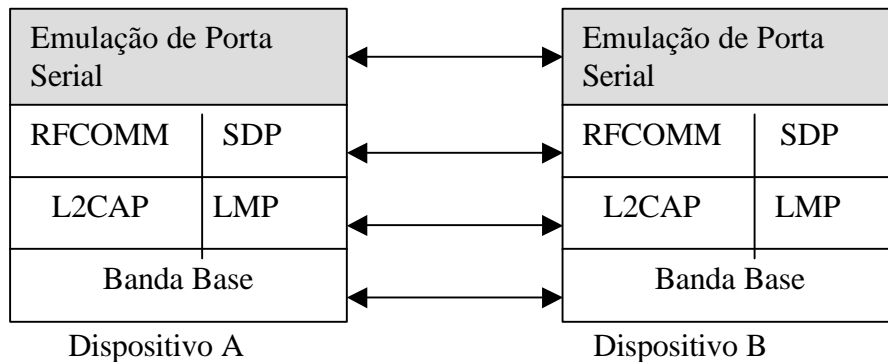 Emulação de Porta
Serial
RFCOMM SDP
L2CAP LMP
Banda Base
Dispositivo A
Emulação de Porta
Serial
RFCOMM SDP
L2CAP LMP
Banda Base
Dispositivo B